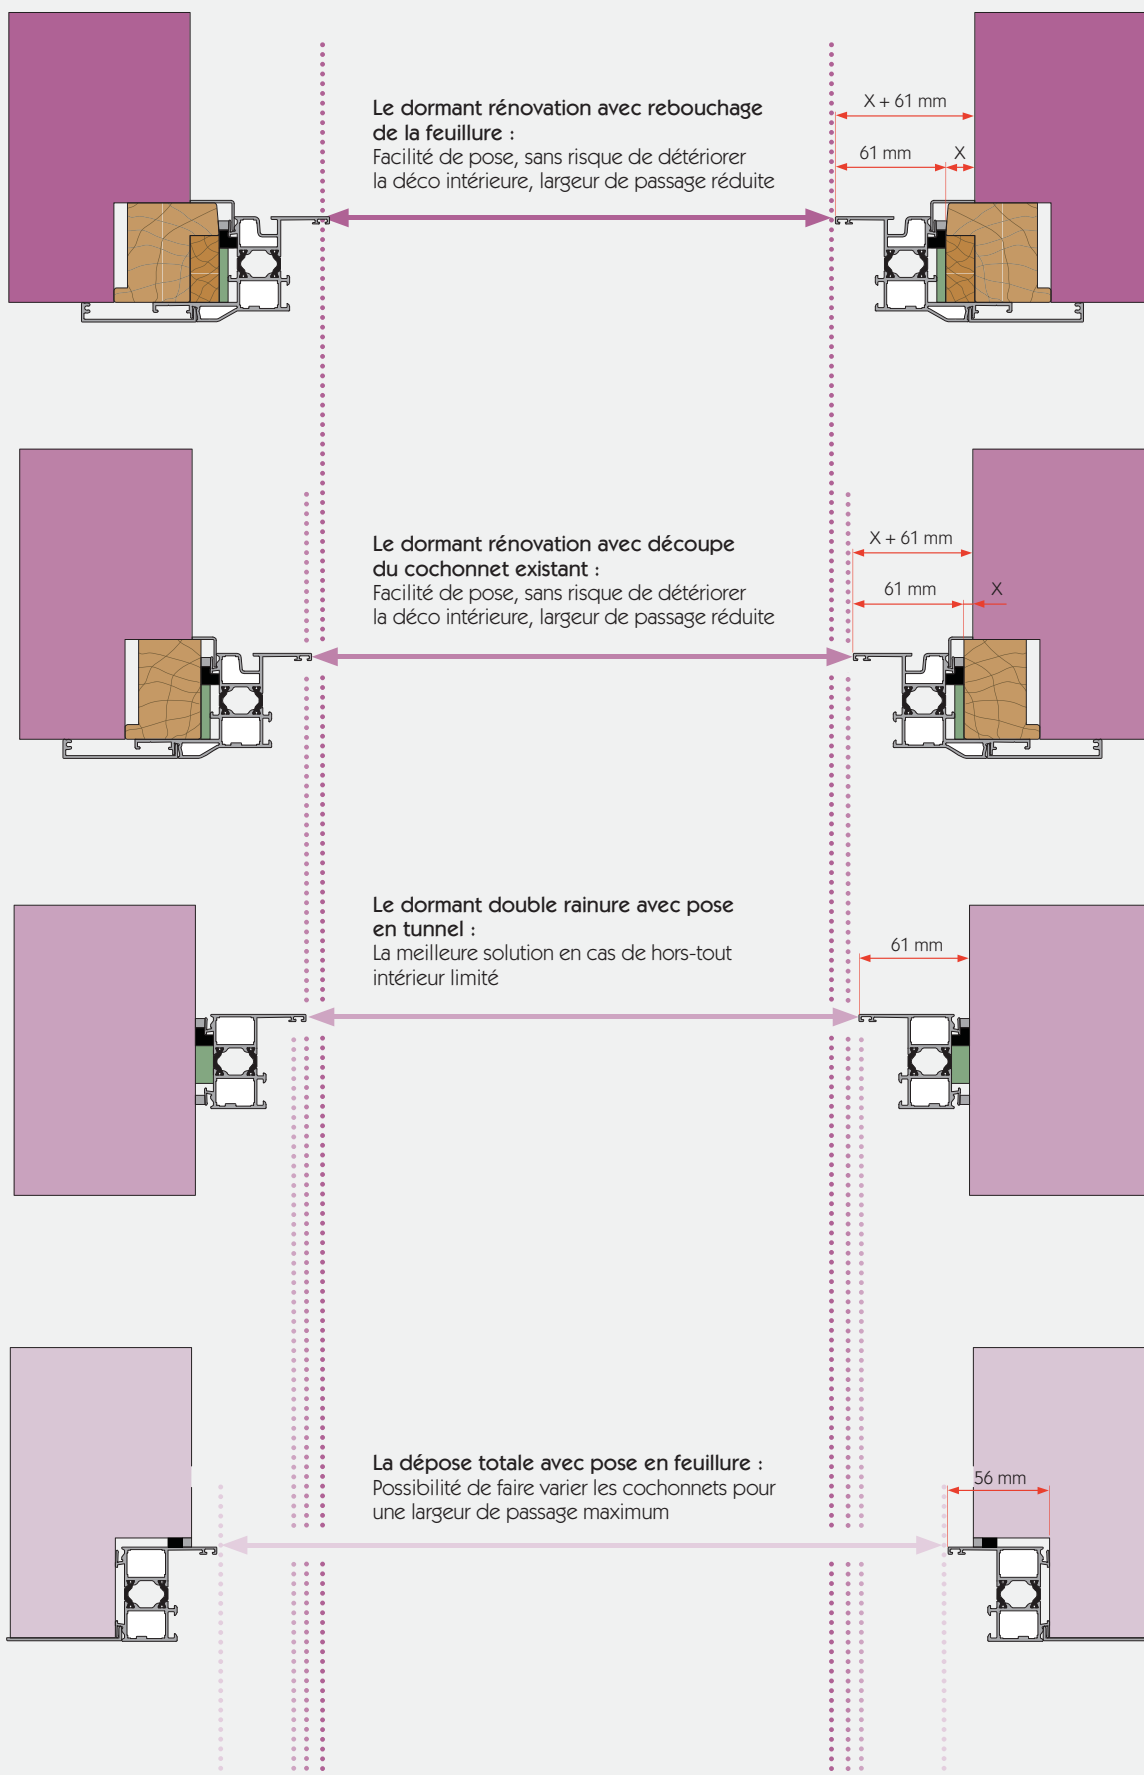 Le dormant rénovation avec rebouchage
de la feuillure :
Facilité de pose, sans risque de détériorer
la déco intérieure, largeur de passage réduite
X + 61 mm
61 mm
X
Le dormant rénovation avec découpe
du cochonnet existant :
Facilité de pose, sans risque de détériorer
la déco intérieure, largeur de passage réduite
X + 61 mm
61 mm
X
Le dormant double rainure avec pose
en tunnel :
La meilleure solution en cas de hors-tout
intérieur limité
61 mm
La dépose totale avec pose en feuillure :
Possibilité de faire varier les cochonnets pour
une largeur de passage maximum
56 mm